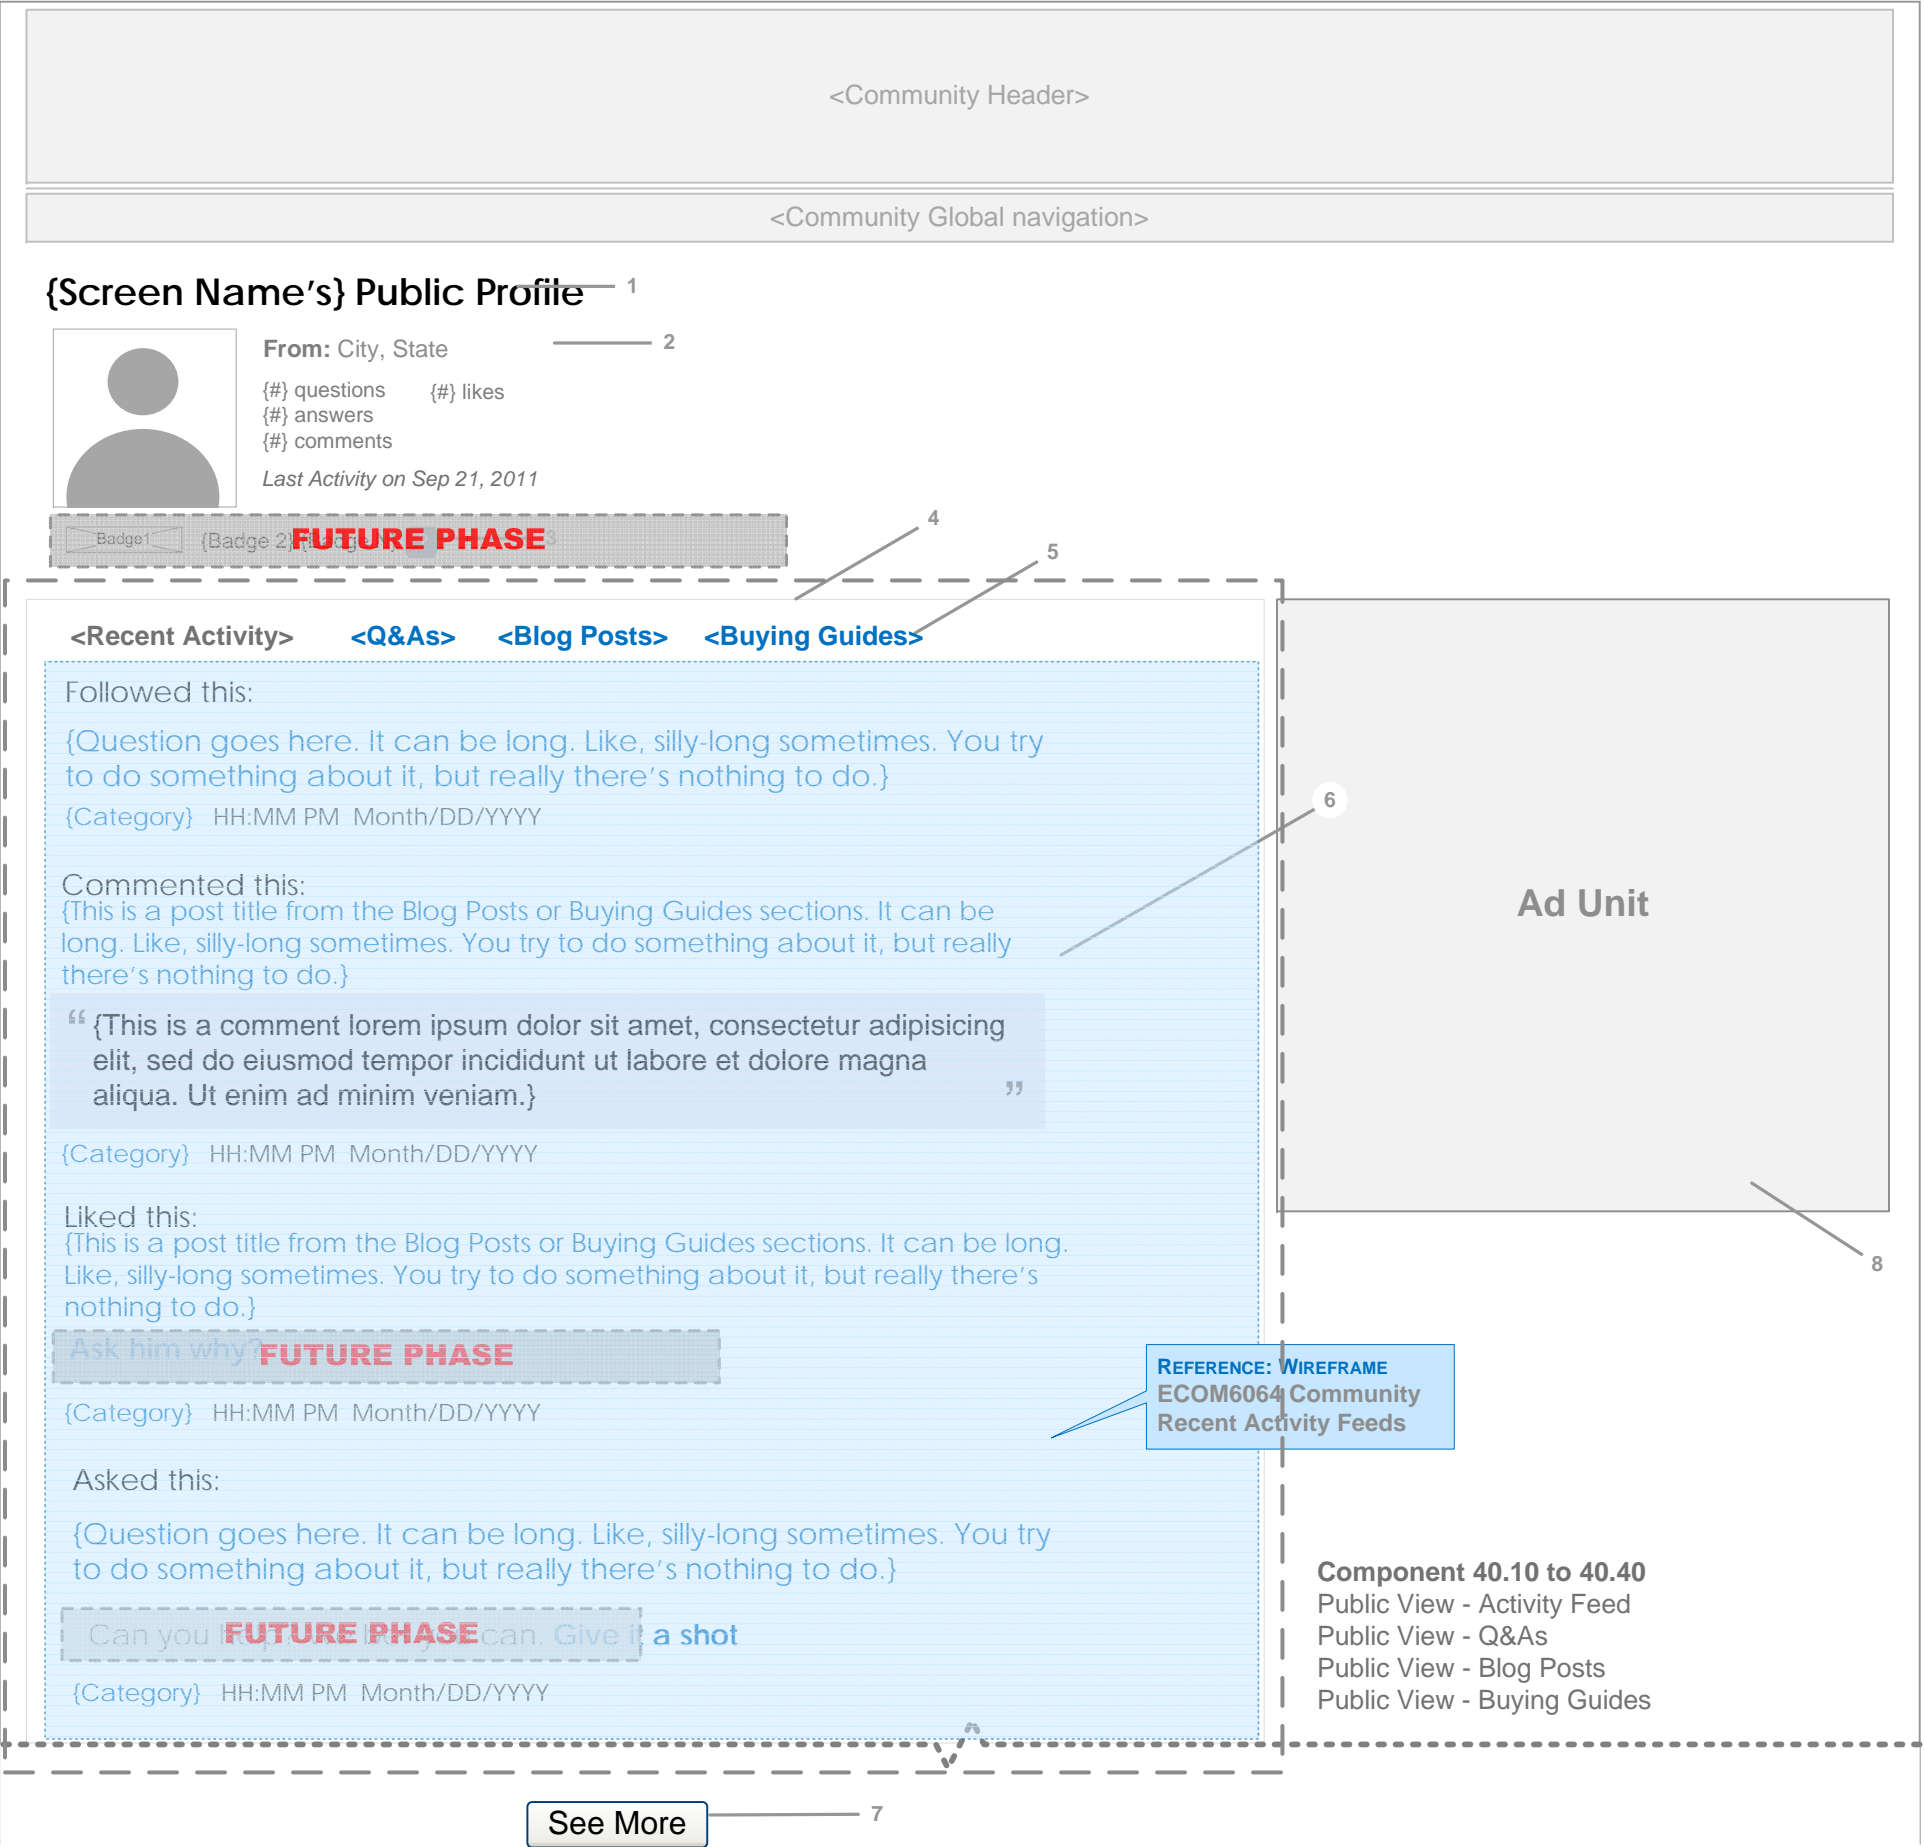 <Community Header>
<Community Global navigation>
{Screen Name's} Public Profile
1
From: City, State
2
{#} questions {#} likes
{#} answers
{#} comments
Last Activity on Sep 21, 2011
Badge1 {Badge 2} FUTURE PHASE 3
4
5
<Recent Activity> <Q&As> <Blog Posts> <Buying Guides>
Followed this:
{Question goes here. It can be long. Like, silly-long sometimes. You try
to do something about it, but really there's nothing to do.}
{Category} HH:MM PM Month/DD/YYYY
6
Commented this:
{This is a post title from the Blog Posts or Buying Guides sections. It can be
long. Like, silly-long sometimes. You try to do something about it, but really
there's nothing to do.}
“ {This is a comment lorem ipsum dolor sit amet, consectetur adipisicing
elit, sed do eiusmod tempor incididunt ut labore et dolore magna
aliqua. Ut enim ad minim veniam.} ”
{Category} HH:MM PM Month/DD/YYYY
Ad Unit
8
Liked this:
{This is a post title from the Blog Posts or Buying Guides sections. It can be long.
Like, silly-long sometimes. You try to do something about it, but really there's
nothing to do.}
Ask him why? FUTURE PHASE
{Category} HH:MM PM Month/DD/YYYY
REFERENCE: WIREFRAME
ECOM6064 Community
Recent Activity Feeds
Asked this:
{Question goes here. It can be long. Like, silly-long sometimes. You try
to do something about it, but really there's nothing to do.}
Can you FUTURE PHASE can. Give it a shot
{Category} HH:MM PM Month/DD/YYYY
Component 40.10 to 40.40
Public View - Activity Feed
Public View - Q&As
Public View - Blog Posts
Public View - Buying Guides
See More
7